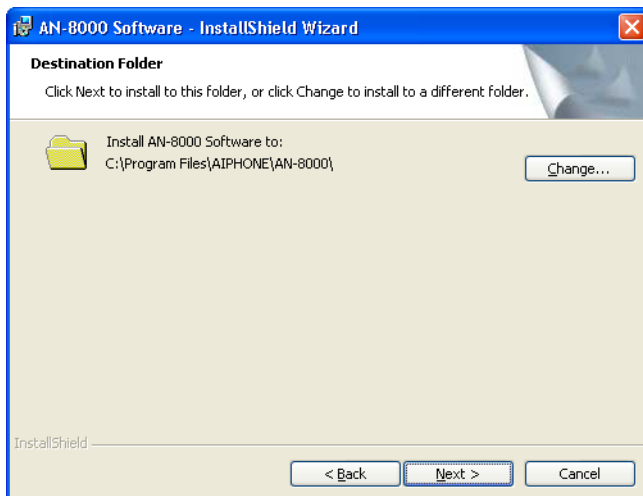 AN-8000 Software - InstallShield Wizard
Destination Folder
Click Next to install to this folder, or click Change to install to a different folder.
Install AN-8000 Software to:
C:\Program Files\AIPHONE\AN-8000\
Change...
InstallShield
< Back
Next >
Cancel